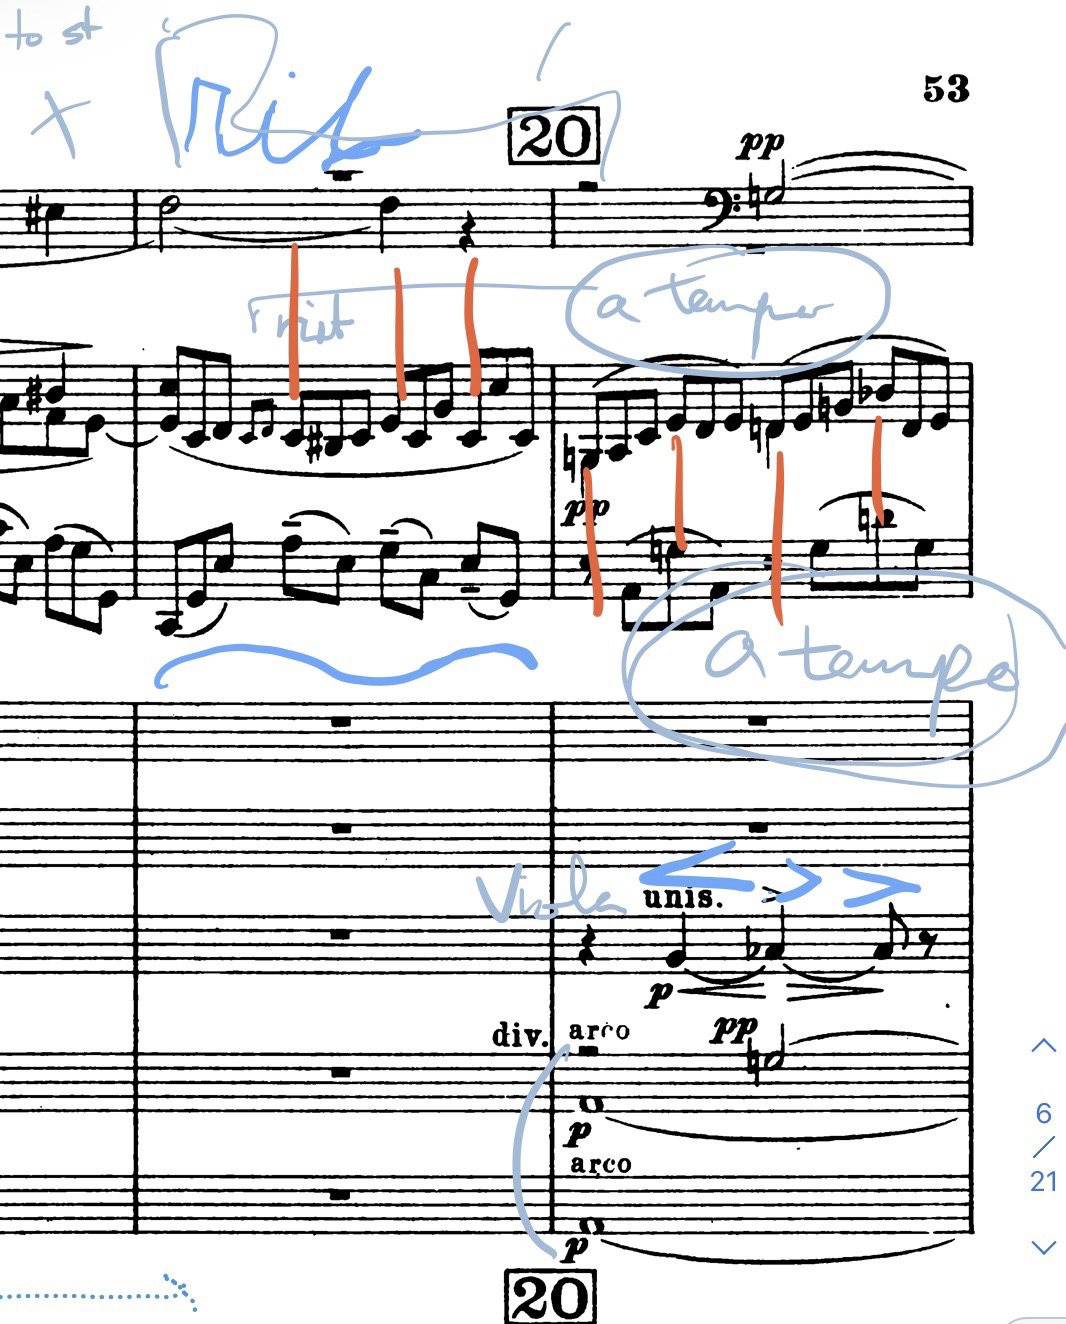 to st
x Rit
20
53
pp
rit
a tempo
pp
a tempo
Viola
unis.
p
div. arco
pp
p
6
/
21
arco
p
20